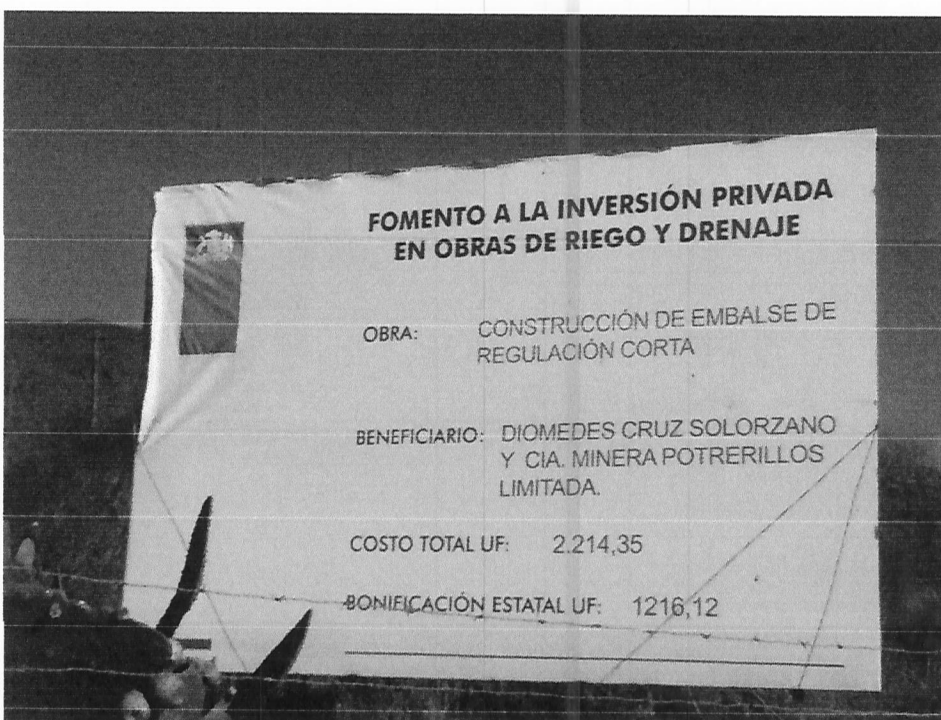 FOMENTO A LA INVERSIÓN PRIVADA
EN OBRAS DE RIEGO Y DRENAJE
OBRA: CONSTRUCCIÓN DE EMBALSE DE
REGULACIÓN CORTA
BENEFICIARIO: DIOMEDES CRUZ SOLORZANO
Y CIA. MINERA POTRERILLOS
LIMITADA.
COSTO TOTAL UF: 2.214,35
BONIFICACIÓN ESTATAL UF: 1216,12